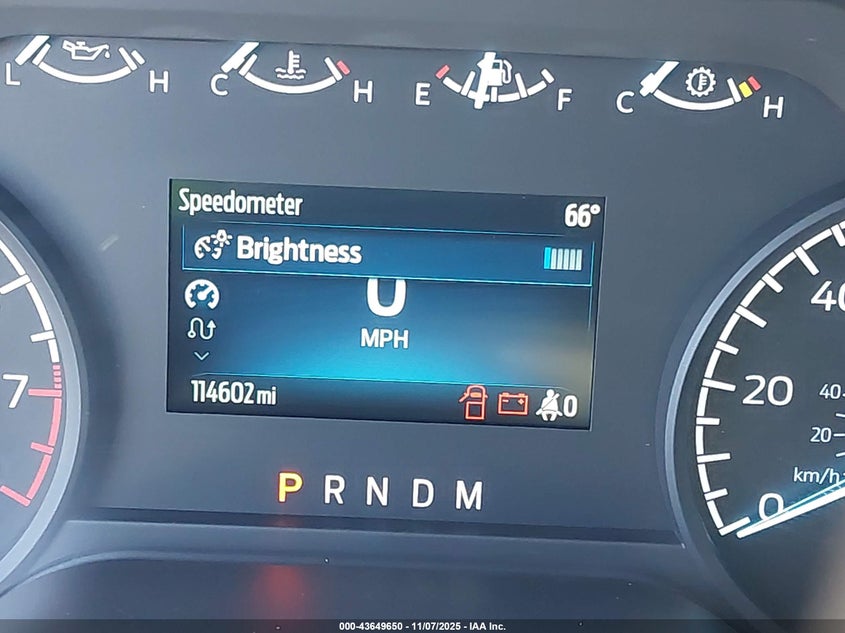 L H C H E F C H
Speedometer 66°
Brightness
0
MPH
114602 mi
0
P R N D M
7
40
20
0
40
20
km/h
000-43649650 - 11/07/2025 - IAA Inc.